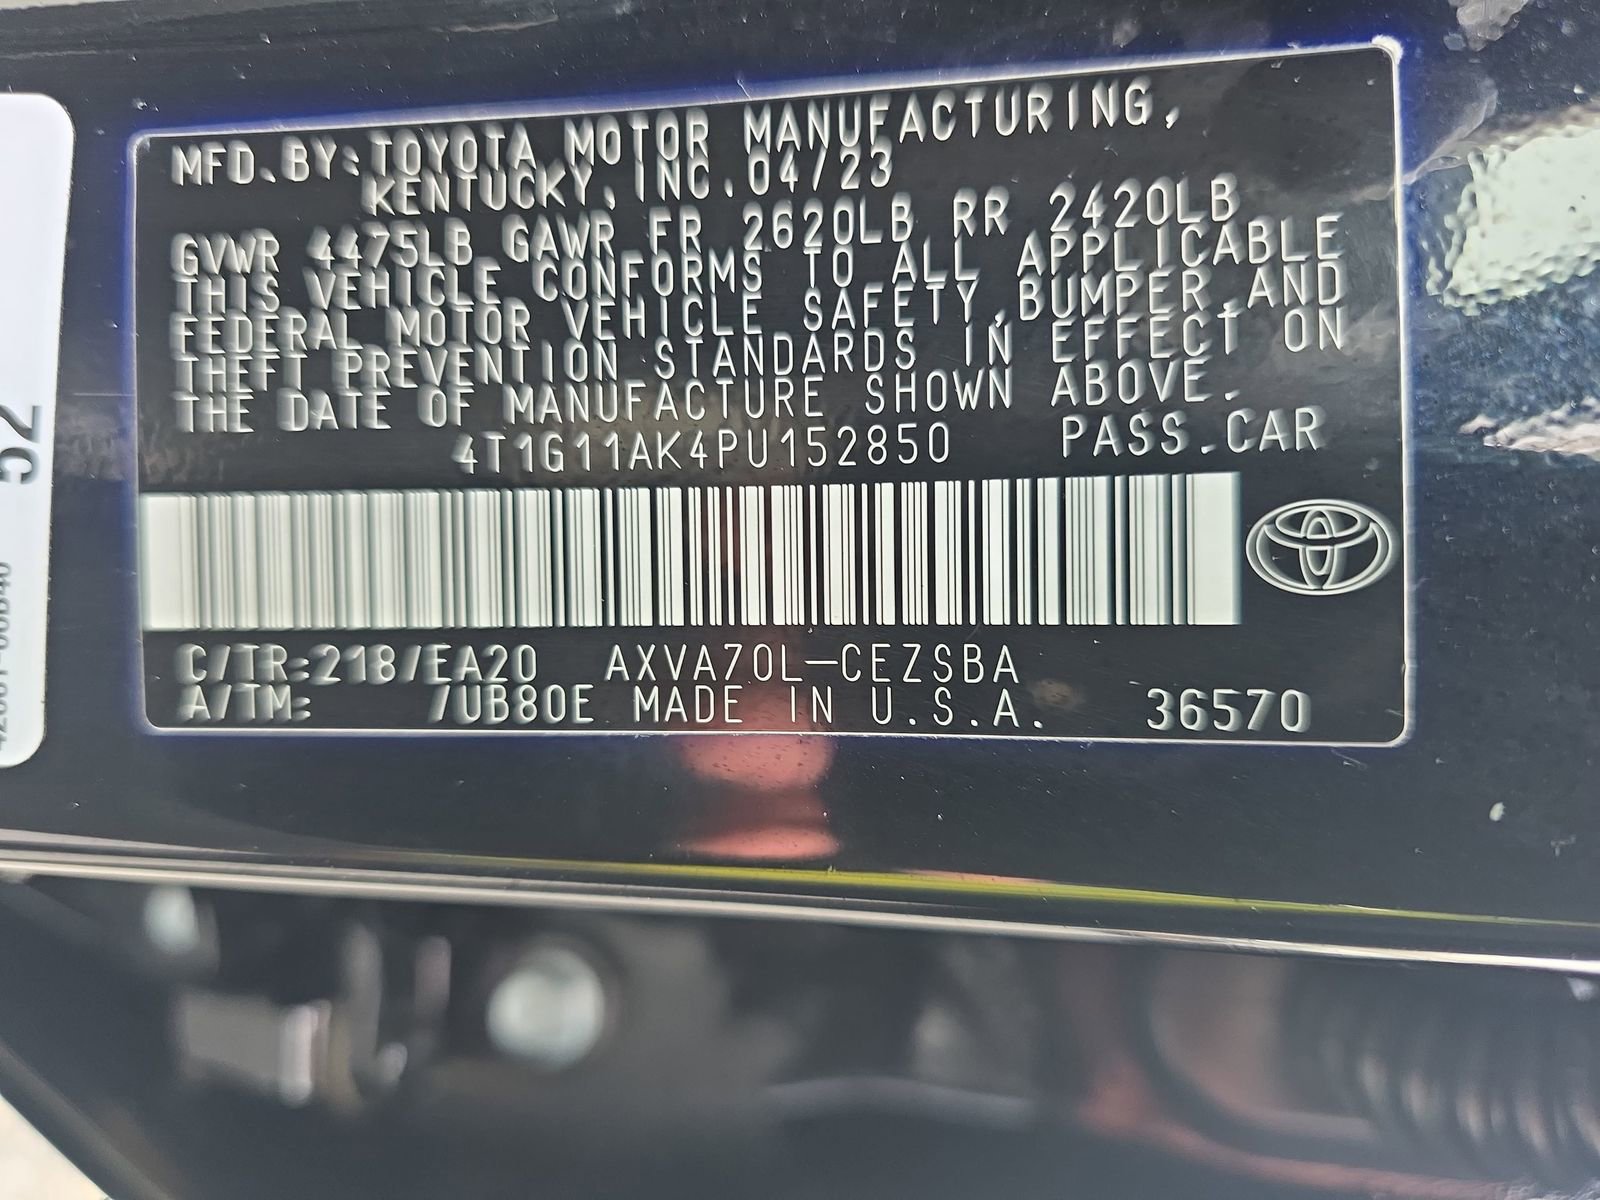 MFD.BY:TOYOTA MOTOR MANUFACTURING,
KENTUCKY, INC. 04/23
GVWR 4475LB GAWR FR 2620LB RR 2420LB
THIS VEHICLE CONFORMS TO ALL APPLICABLE
FEDERAL MOTOR VEHICLE SAFETY,BUMPER,AND
THEFT PREVENTION STANDARDS IN EFFECT ON
THE DATE OF MANUFACTURE SHOWN ABOVE.
4T1G11AK4PU152850 PASS.CAR
C/TR:218/EA20 AXVA70L-CEZSBA
A/TM: /UB80E MADE IN U.S.A. 36570
52